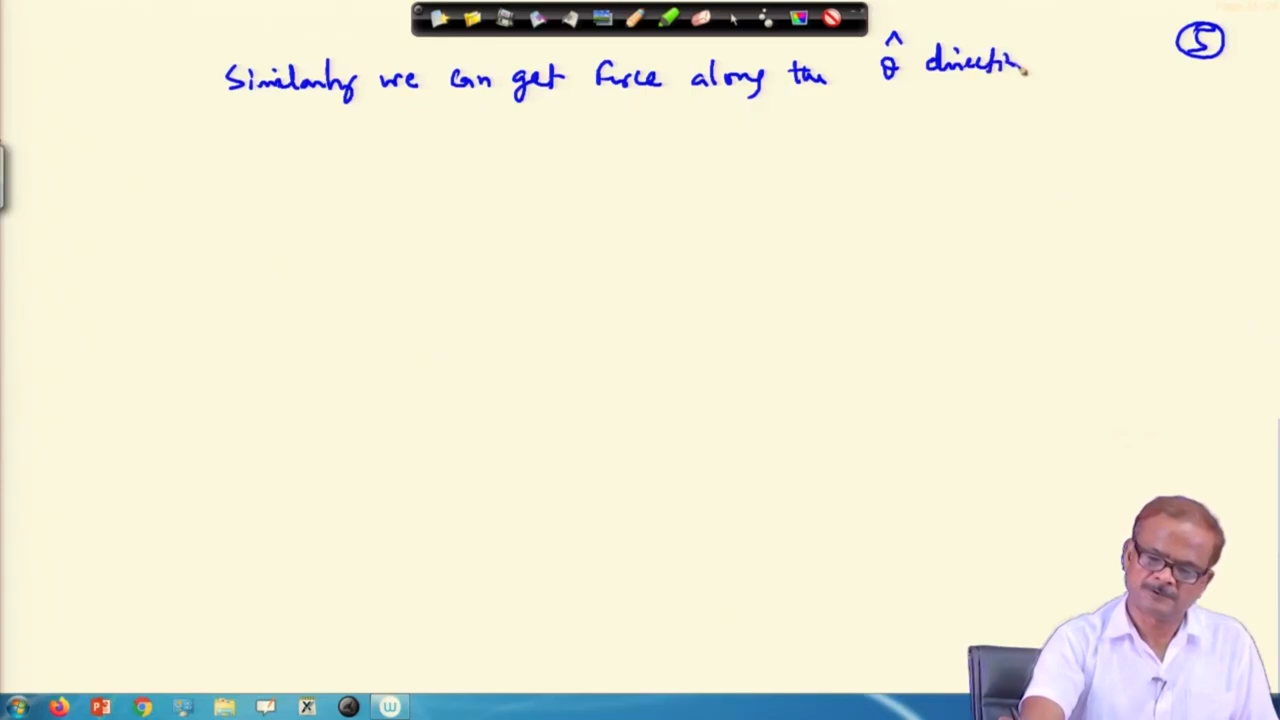 Similarly we can get force along the θ̂ direction
5